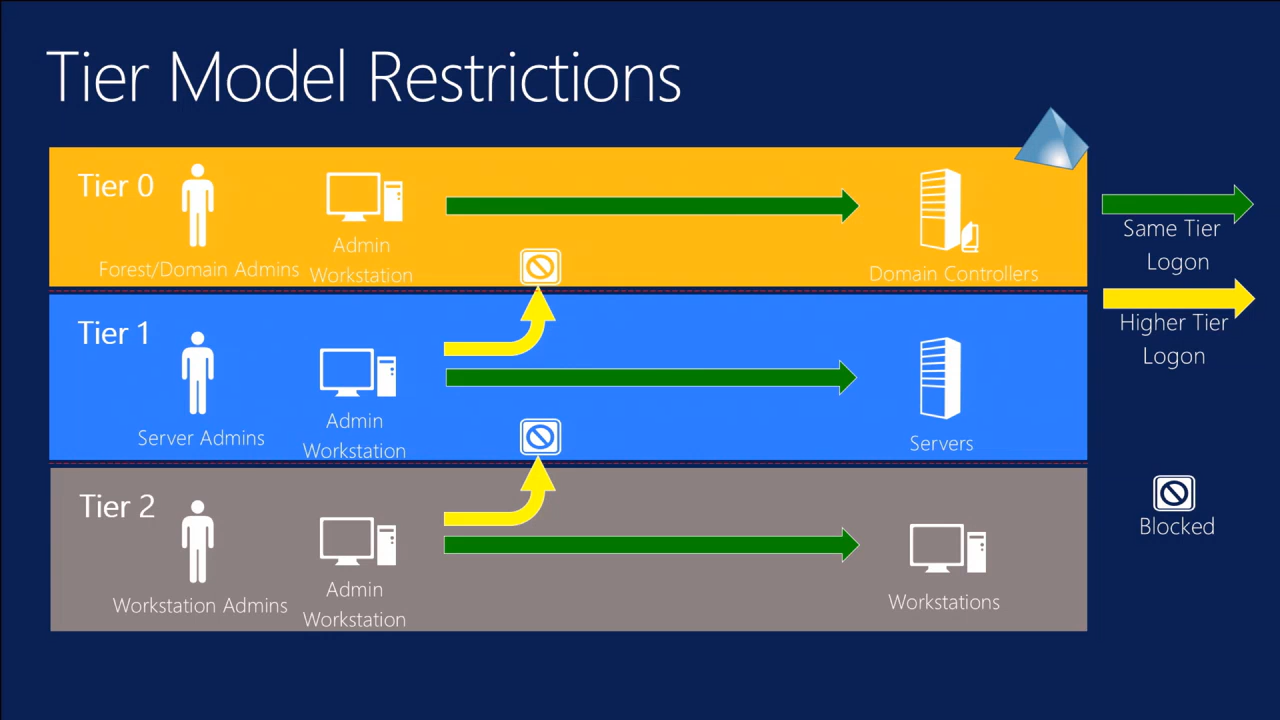 Tier Model Restrictions
Tier 0
Forest/Domain Admins
Admin
Workstation
Domain Controllers
Same Tier
Logon
Higher Tier
Logon
Tier 1
Server Admins
Admin
Workstation
Servers
Tier 2
Workstation Admins
Admin
Workstation
Workstations
Blocked